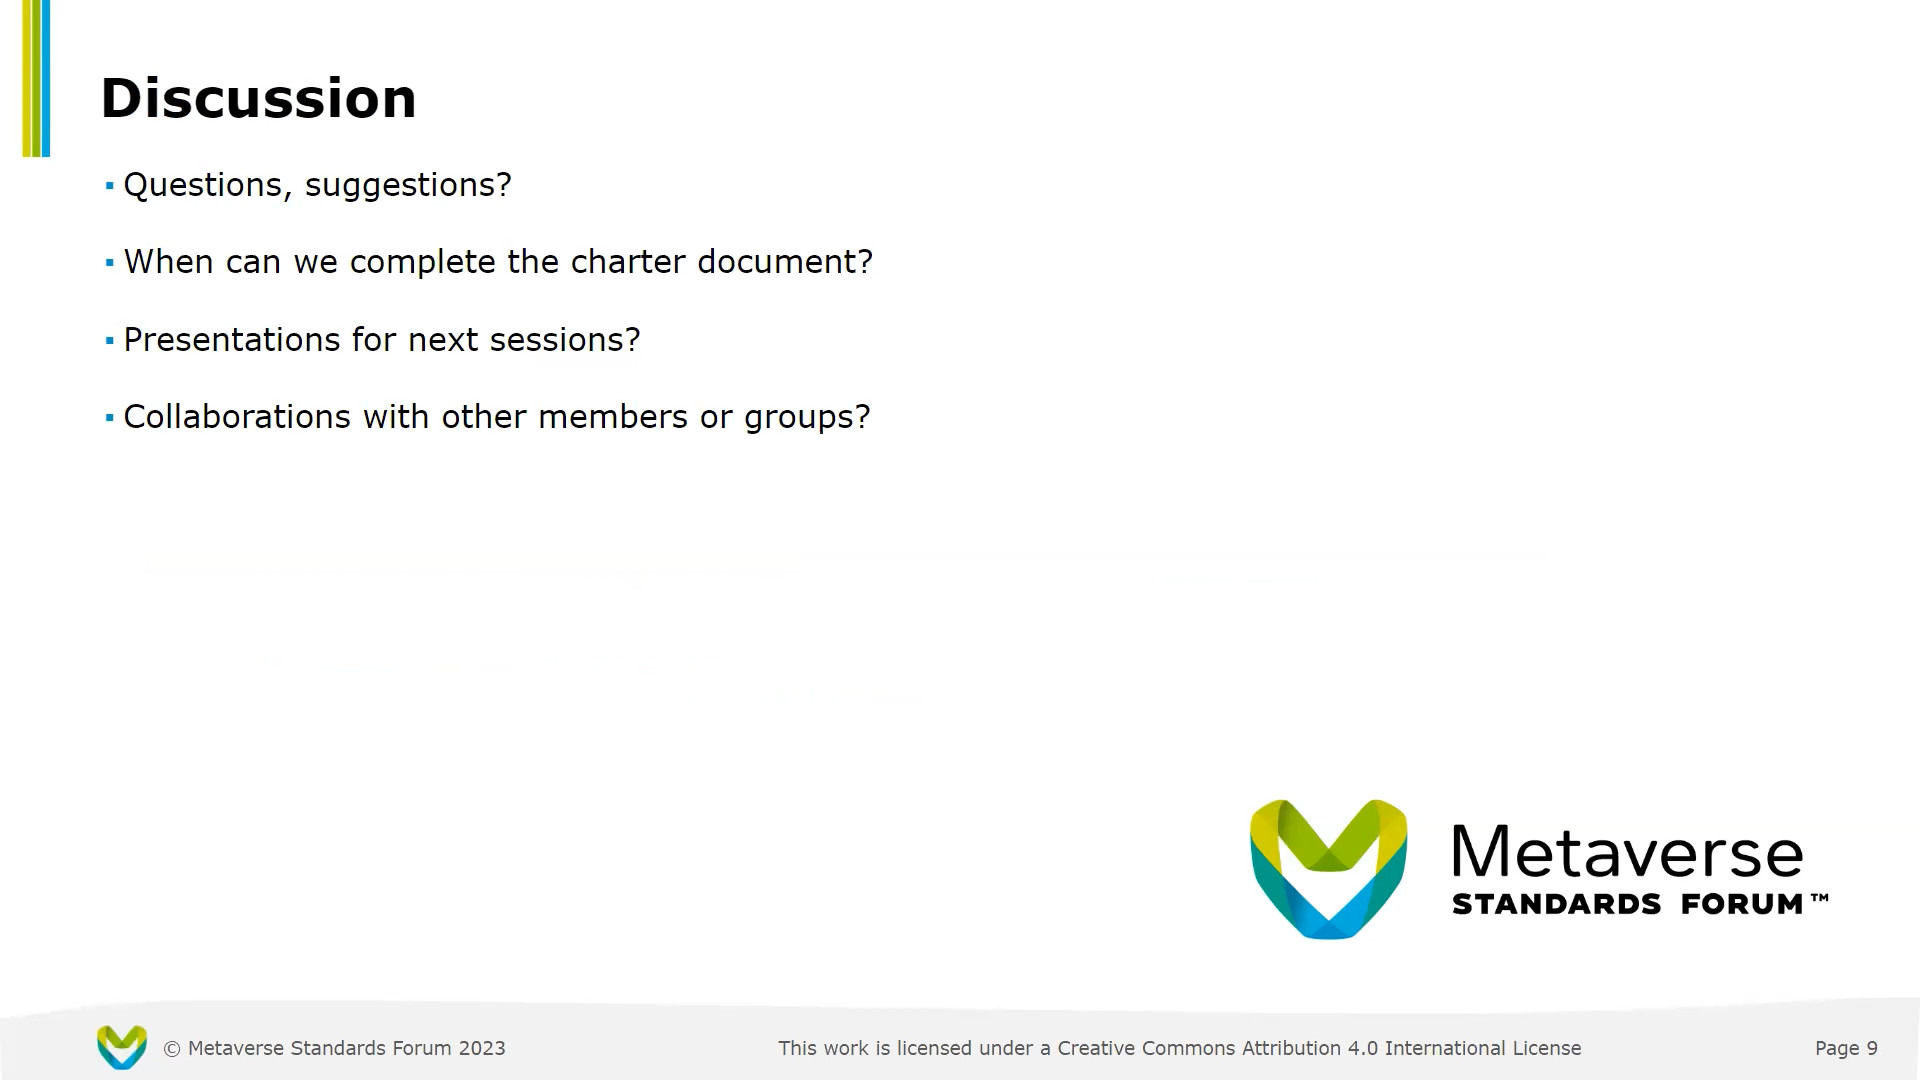 Discussion
▪ Questions, suggestions?
▪ When can we complete the charter document?
▪ Presentations for next sessions?
▪ Collaborations with other members or groups?
Metaverse
STANDARDS FORUM™
© Metaverse Standards Forum 2023
This work is licensed under a Creative Commons Attribution 4.0 International License
Page 9